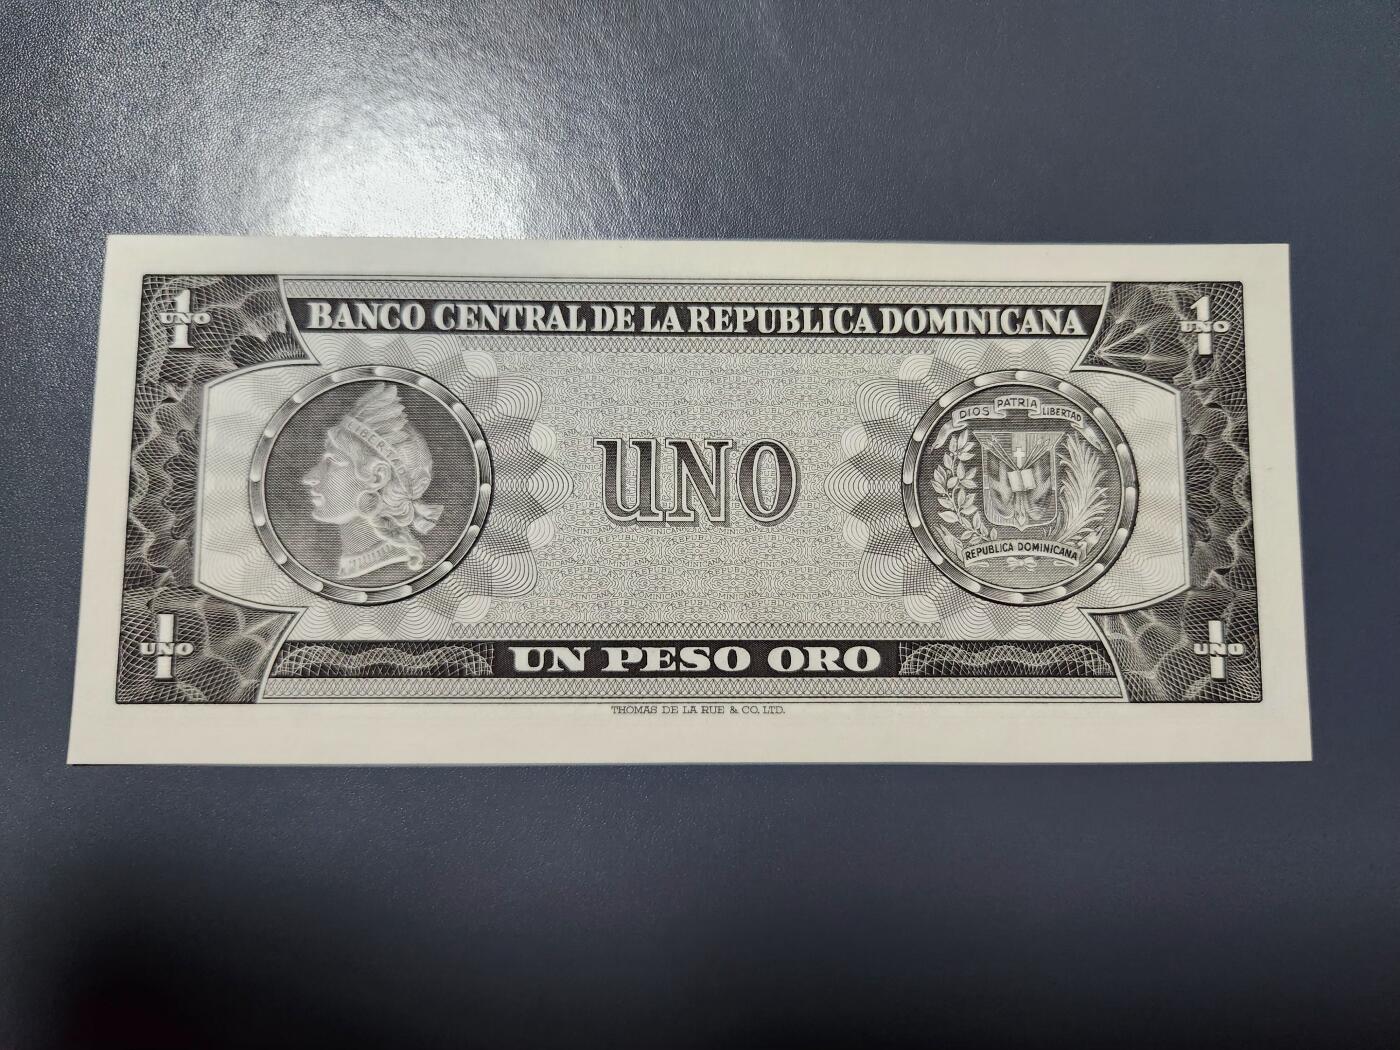 BANCO CENTRAL DE LA REPUBLICA DOMINICANA
1
UNO
1
UNO
LIBERTAD
UNO
DIOS PATRIA LIBERTAD
REPUBLICA DOMINICANA
1
UNO
UN PESO ORO
1
UNO
THOMAS DE LA RUE & CO. LTD.